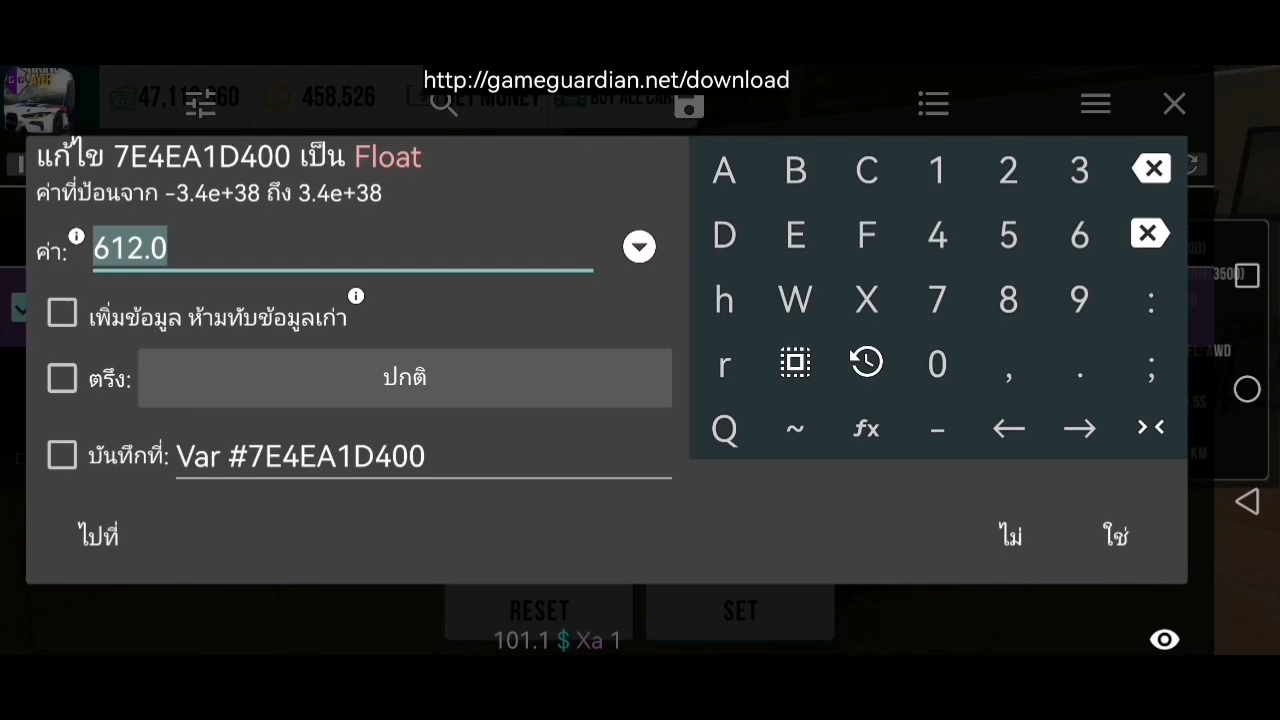 http://gameguardian.net/download
458,526
แก้ไข 7E4EA1D400 เป็น Float
ค่าที่ป้อนจาก -3.4e+38 ถึง 3.4e+38
ค่า: 612.0
เพิ่มข้อมูล ห้ามทับข้อมูลเก่า
ตรึง: ปกติ
บันทึกที่: Var #7E4EA1D400
ไปที่
ไม่ ใช่
A B C 1 2 3
D E F 4 5 6
h W X 7 8 9 :
r 0 , . ;
Q ~ fx - ← → ><
AWD
KM
RESET SET
101.1 $ Xa 1